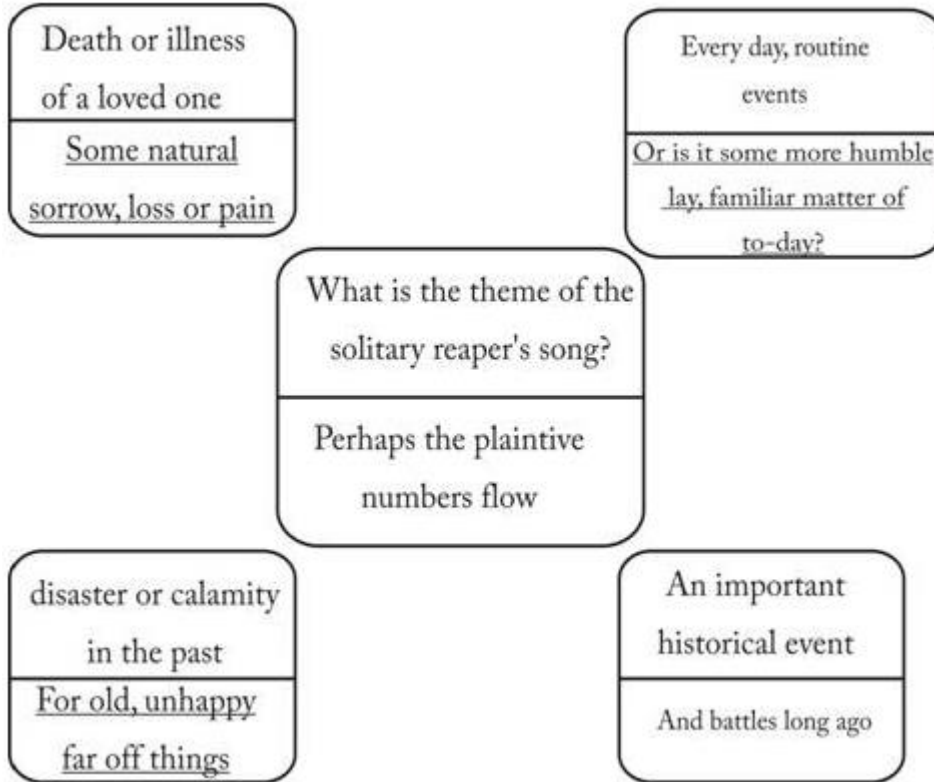 Death or illness
of a loved one
Some natural
sorrow, loss or pain
Every day, routine
events
Or is it some more humble
lay, familiar matter of
to-day?
What is the theme of the
solitary reaper's song?
Perhaps the plaintive
numbers flow
disaster or calamity
in the past
For old, unhappy
far off things
An important
historical event
And battles long ago